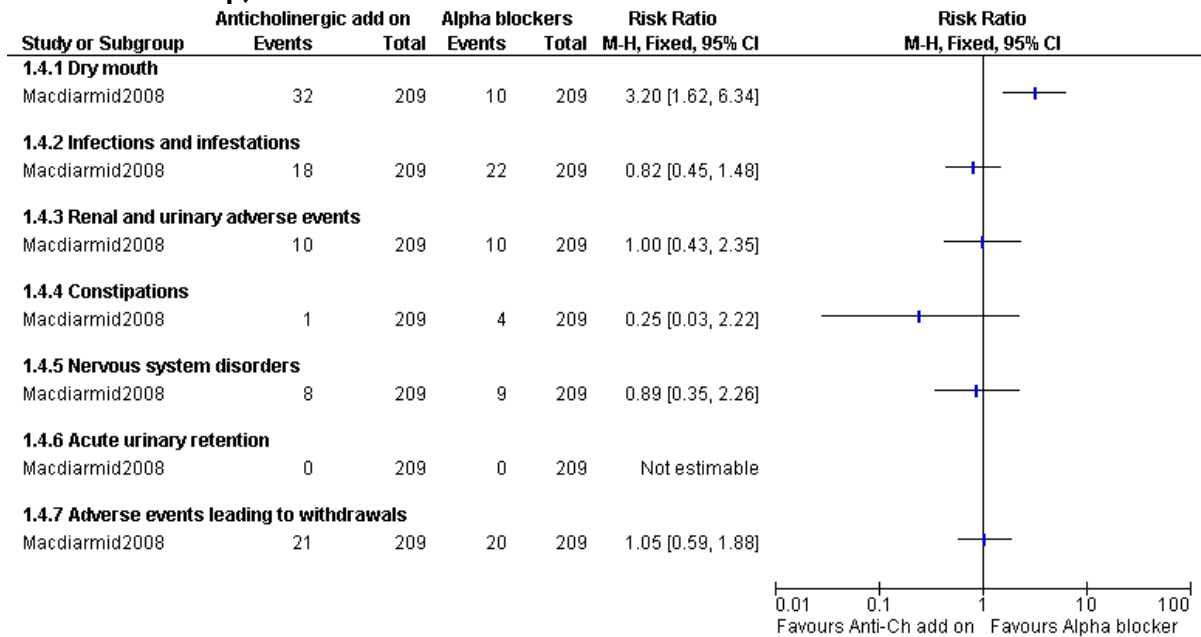 Anticholinergic add on Alpha blockers Risk Ratio Risk Ratio
Study or Subgroup Events Total Events Total M-H, Fixed, 95% CI M-H, Fixed, 95% CI
1.4.1 Dry mouth
Macdiarmid2008 32 209 10 209 3.20 [1.62, 6.34]
1.4.2 Infections and infestations
Macdiarmid2008 18 209 22 209 0.82 [0.45, 1.48]
1.4.3 Renal and urinary adverse events
Macdiarmid2008 10 209 10 209 1.00 [0.43, 2.35]
1.4.4 Constipations
Macdiarmid2008 1 209 4 209 0.25 [0.03, 2.22]
1.4.5 Nervous system disorders
Macdiarmid2008 8 209 9 209 0.89 [0.35, 2.26]
1.4.6 Acute urinary retention
Macdiarmid2008 0 209 0 209 Not estimable
1.4.7 Adverse events leading to withdrawals
Macdiarmid2008 21 209 20 209 1.05 [0.59, 1.88]
0.01 0.1 1 10 100
Favours Anti-Ch add on Favours Alpha blocker